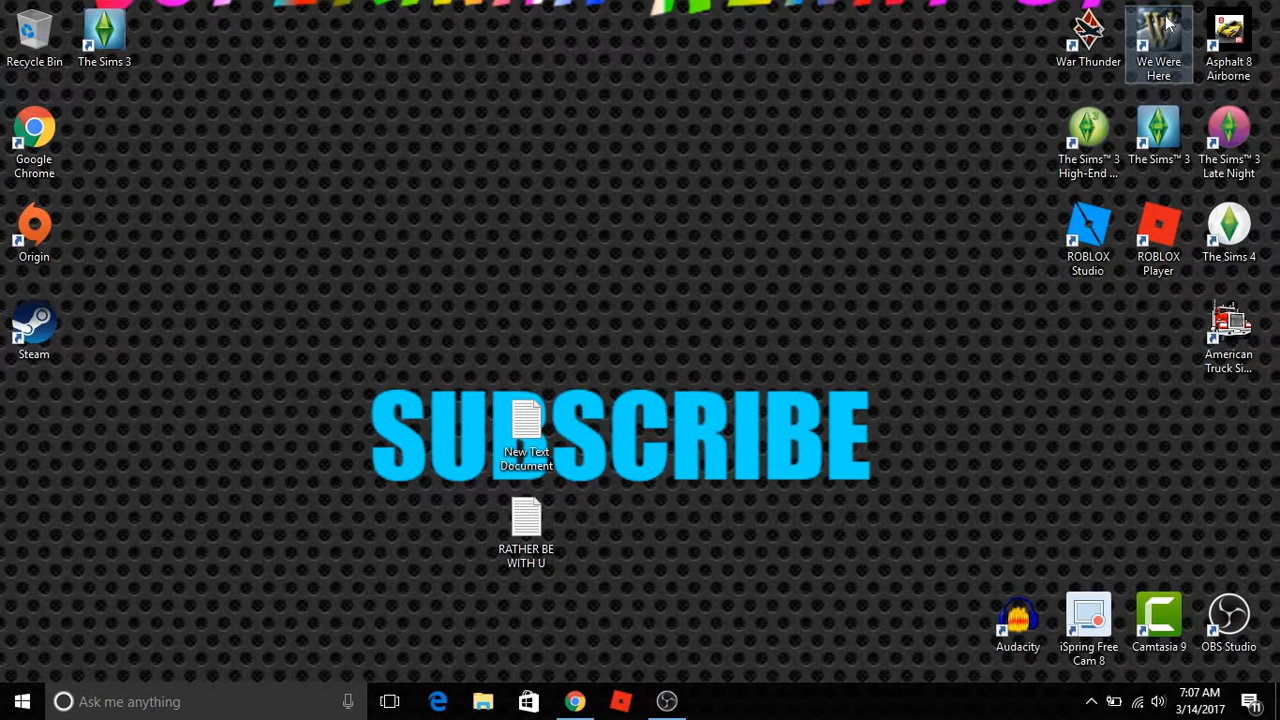 Recycle Bin
The Sims 3
War Thunder
We Were
Here
Asphalt 8
Airborne
Google
Chrome
The Sims™ 3
High-End ...
The Sims™ 3
The Sims™ 3
Late Night
Origin
ROBLOX
Studio
ROBLOX
Player
The Sims 4
Steam
American
Truck Si...
SUBSCRIBE
New Text
Document
RATHER BE
WITH U
Audacity
iSpring Free
Cam 8
Camtasia 9
OBS Studio
Ask me anything
7:07 AM
3/14/2017
11